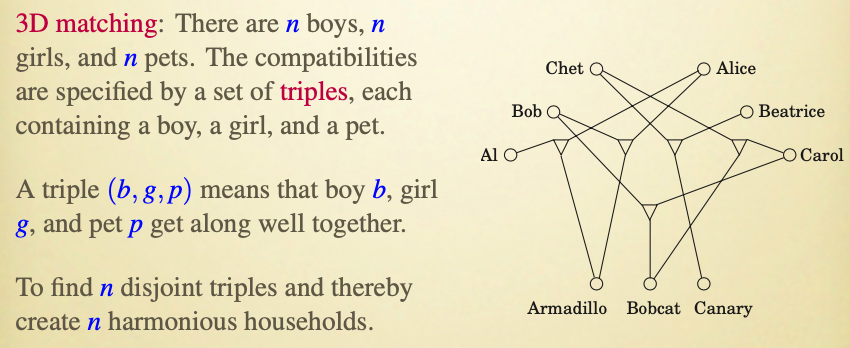 3D matching: There are n boys, n
girls, and n pets. The compatibilities
are specified by a set of triples, each
containing a boy, a girl, and a pet.
A triple (b,g,p) means that boy b, girl
g, and pet p get along well together.
To find n disjoint triples and thereby
create n harmonious households.
Chet Alice
Bob Beatrice
Al Carol
Armadillo Bobcat Canary